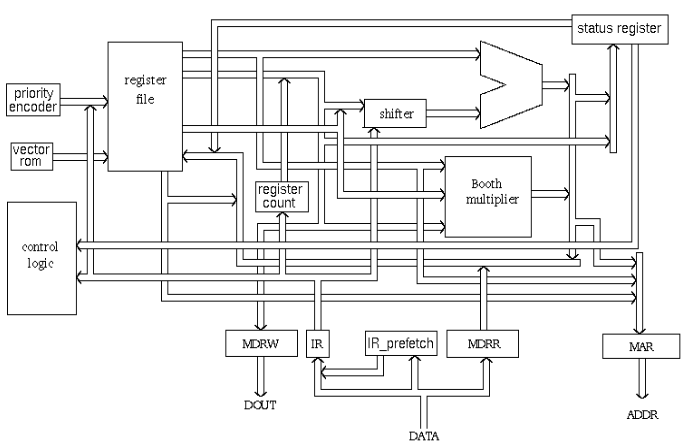 status register
register
file
priority
encoder
shifter
vector
rom
register
count
Booth
multiplier
control
logic
MDRW
IR
IR_prefetch
MDRR
MAR
DOUT
ADDR
DATA